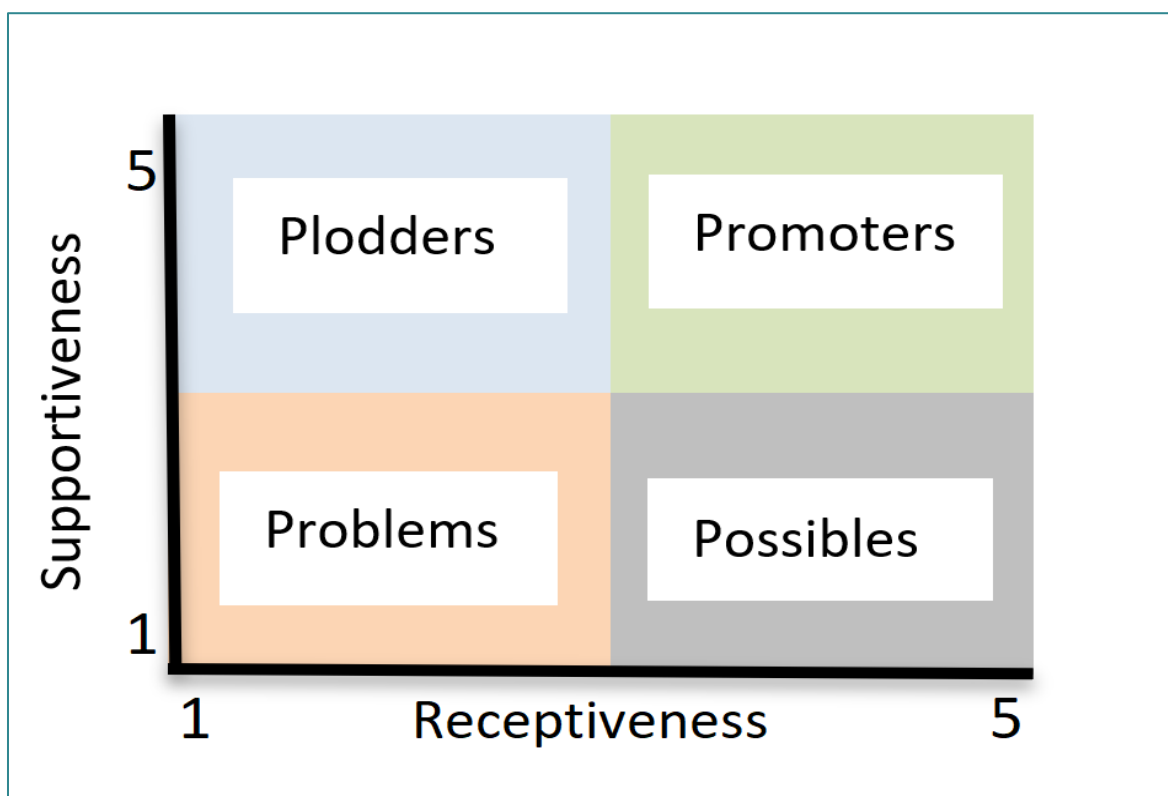 5
Plodders
Promoters
Supportiveness
Problems
Possibles
1
1
Receptiveness
5